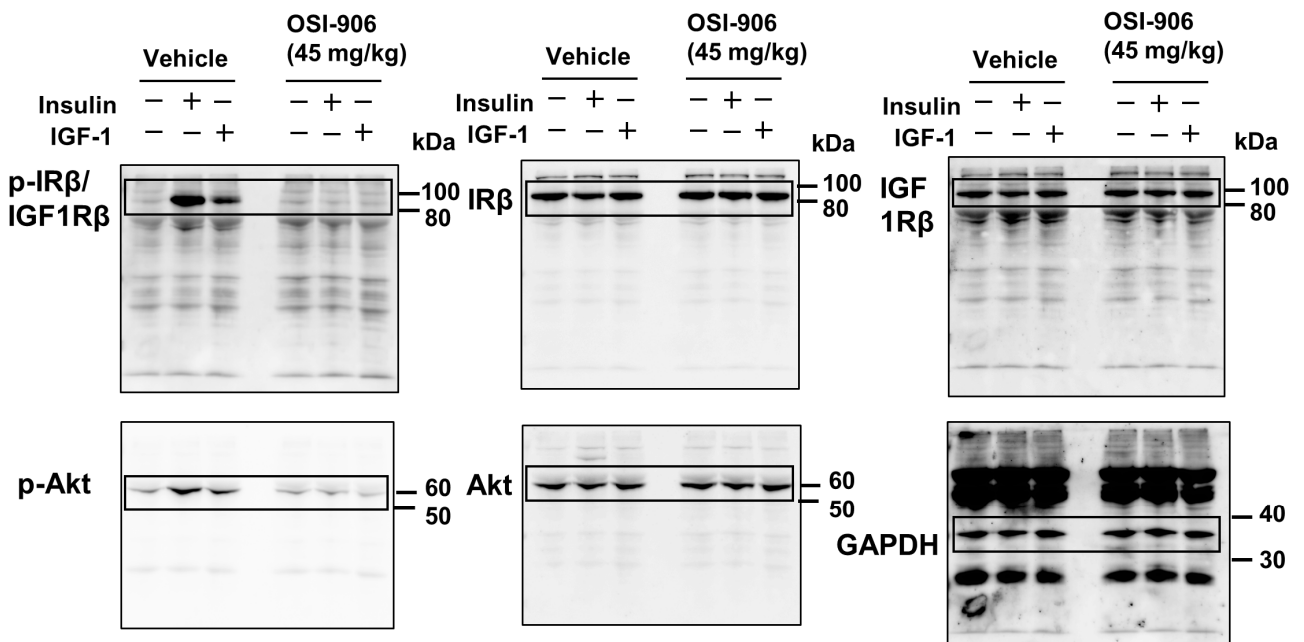 OSI-906
Vehicle (45 mg/kg)
Insulin − + − − + −
IGF-1 − − + − − +
kDa
p-IRβ/
IGF1Rβ
100
80
OSI-906
Vehicle (45 mg/kg)
Insulin − + − − + −
IGF-1 − − + − − +
kDa
IRβ
100
80
OSI-906
Vehicle (45 mg/kg)
Insulin − + − − + −
IGF-1 − − + − − +
kDa
IGF
1Rβ
100
80
p-Akt
60
50
Akt
60
50
GAPDH
40
30